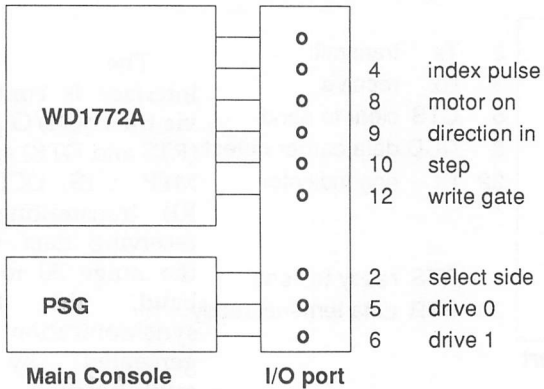 4 index pulse
8 motor on
WD1772A
9 direction in
10 step
12 write gate
2 select side
PSG
5 drive 0
6 drive 1
Main Console I/O port